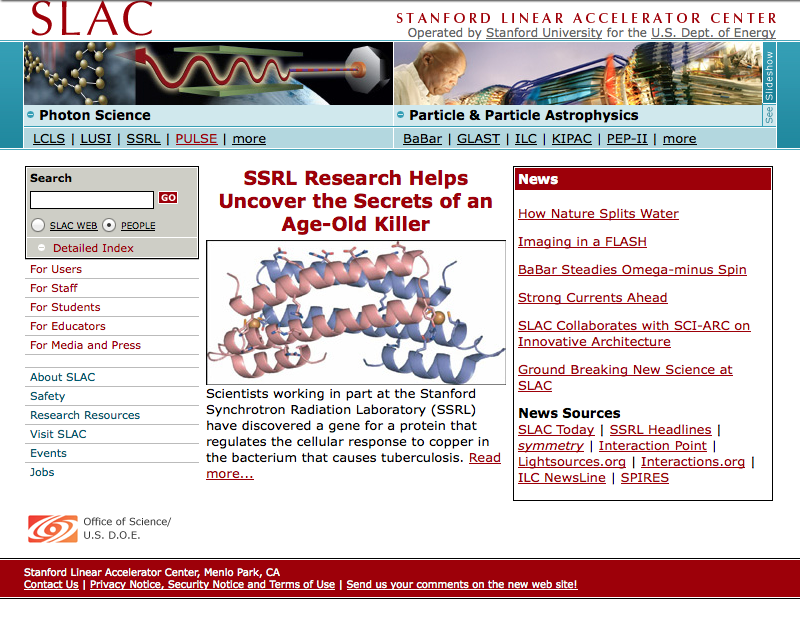 SLAC
STANFORD LINEAR ACCELERATOR CENTER
Operated by Stanford University for the U.S. Dept. of Energy
See Slideshow
Photon Science
LCLS | LUSI | SSRL | PULSE | more
Particle & Particle Astrophysics
BaBar | GLAST | ILC | KIPAC | PEP-II | more
Search
GO
SLAC WEB PEOPLE
Detailed Index
For Users
For Staff
For Students
For Educators
For Media and Press
About SLAC
Safety
Research Resources
Visit SLAC
Events
Jobs
Office of Science/
U.S. D.O.E.
SSRL Research Helps
Uncover the Secrets of an
Age-Old Killer
Scientists working in part at the Stanford
Synchrotron Radiation Laboratory (SSRL)
have discovered a gene for a protein that
regulates the cellular response to copper in
the bacterium that causes tuberculosis. Read
more...
News
How Nature Splits Water
Imaging in a FLASH
BaBar Steadies Omega-minus Spin
Strong Currents Ahead
SLAC Collaborates with SCI-ARC on
Innovative Architecture
Ground Breaking New Science at
SLAC
News Sources
SLAC Today | SSRL Headlines |
symmetry | Interaction Point |
Lightsources.org | Interactions.org |
ILC NewsLine | SPIRES
Stanford Linear Accelerator Center, Menlo Park, CA
Contact Us | Privacy Notice, Security Notice and Terms of Use | Send us your comments on the new web site!